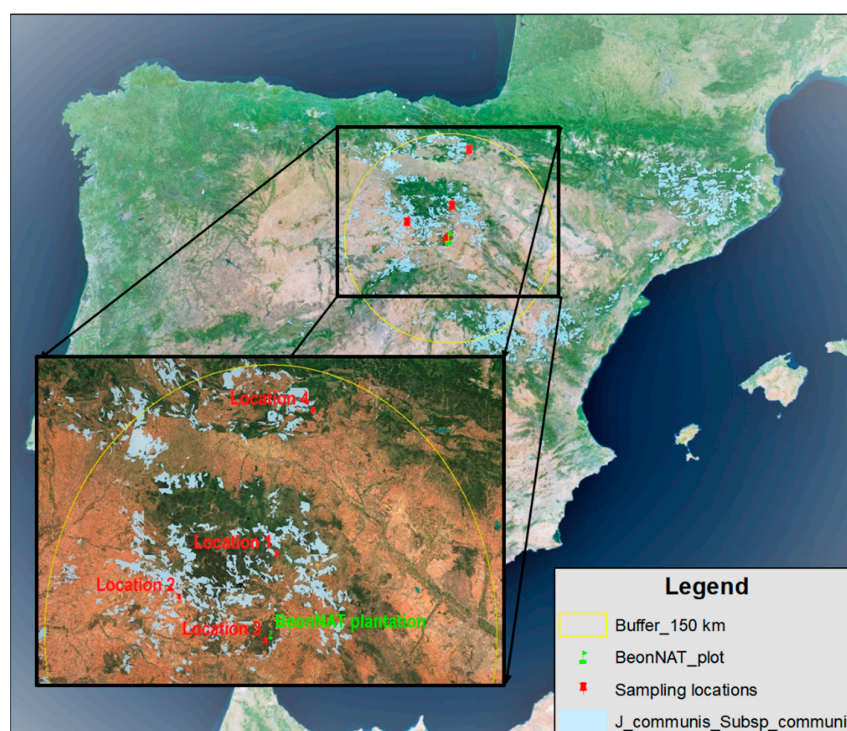 Location 4
Location 1
Location 2
BeonNAT plantation
Location 3
Legend
Buffer_150 km
BeonNAT_plot
Sampling locations
J_communis_Subsp_communi